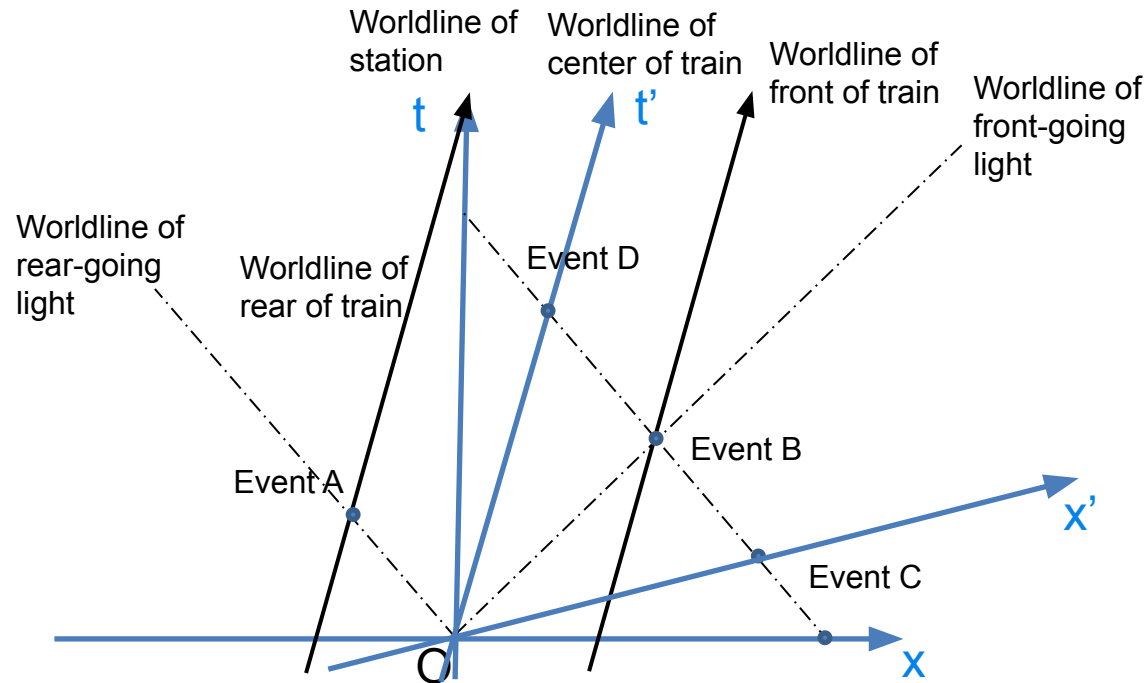 Worldline of
station
Worldline of
center of train
Worldline of
front of train
Worldline of
front-going
light
t
t’
Worldline of
rear-going
light
Worldline of
rear of train
Event D
Event A
Event B
x’
Event C
O
x